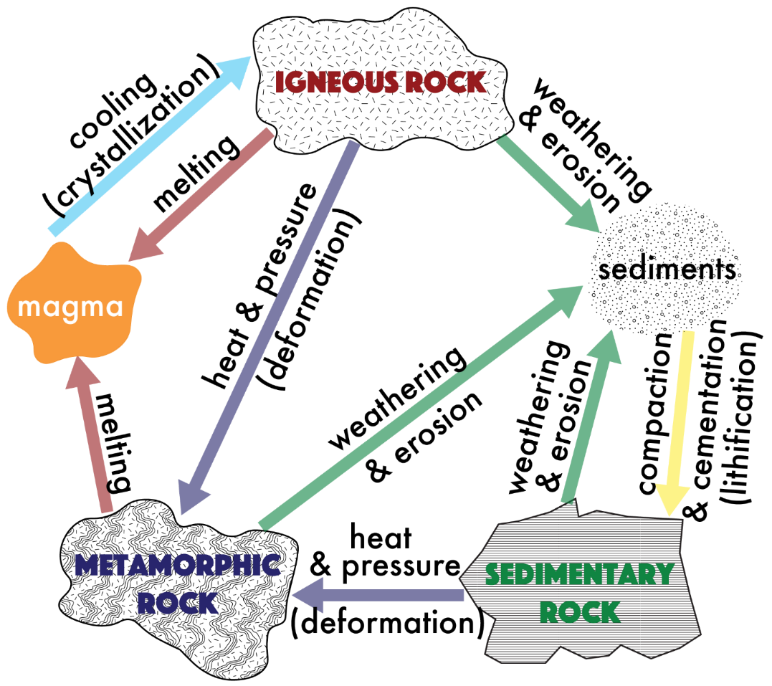 IGNEOUS ROCK
cooling
(crystallization)
melting
weathering
& erosion
heat & pressure
(deformation)
sediments
magma
melting
weathering
& erosion
weathering
& erosion
compaction
& cementation
(lithification)
METAMORPHIC
ROCK
heat
& pressure
(deformation)
SEDIMENTARY
ROCK